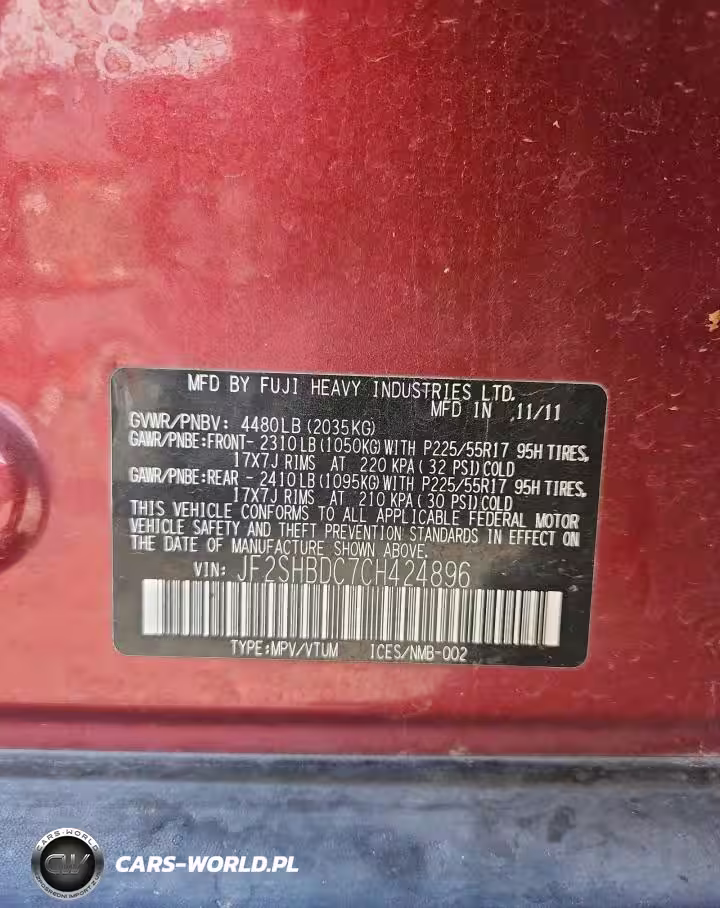 MFD BY FUJI HEAVY INDUSTRIES LTD.
MFD IN 11/11
GVWR/PNBV: 4480LB(2035KG)
GAWR/PNBE:FRONT- 2310LB(1050KG)WITH P225/55R17 95H TIRES,
17X7J RIMS AT 220 KPA(32 PSI)COLD
GAWR/PNBE:REAR - 2410LB(1095KG)WITH P225/55R17 95H TIRES,
17X7J RIMS AT 210 KPA(30 PSI)COLD
THIS VEHICLE CONFORMS TO ALL APPLICABLE FEDERAL MOTOR
VEHICLE SAFETY AND THEFT PREVENTION STANDARDS IN EFFECT ON
THE DATE OF MANUFACTURE SHOWN ABOVE.
VIN: JF2SHBDC7CH424896
TYPE:MPV/VTUM ICES/NMB-002
CARS-WORLD
CW
CARS-WORLD.PL